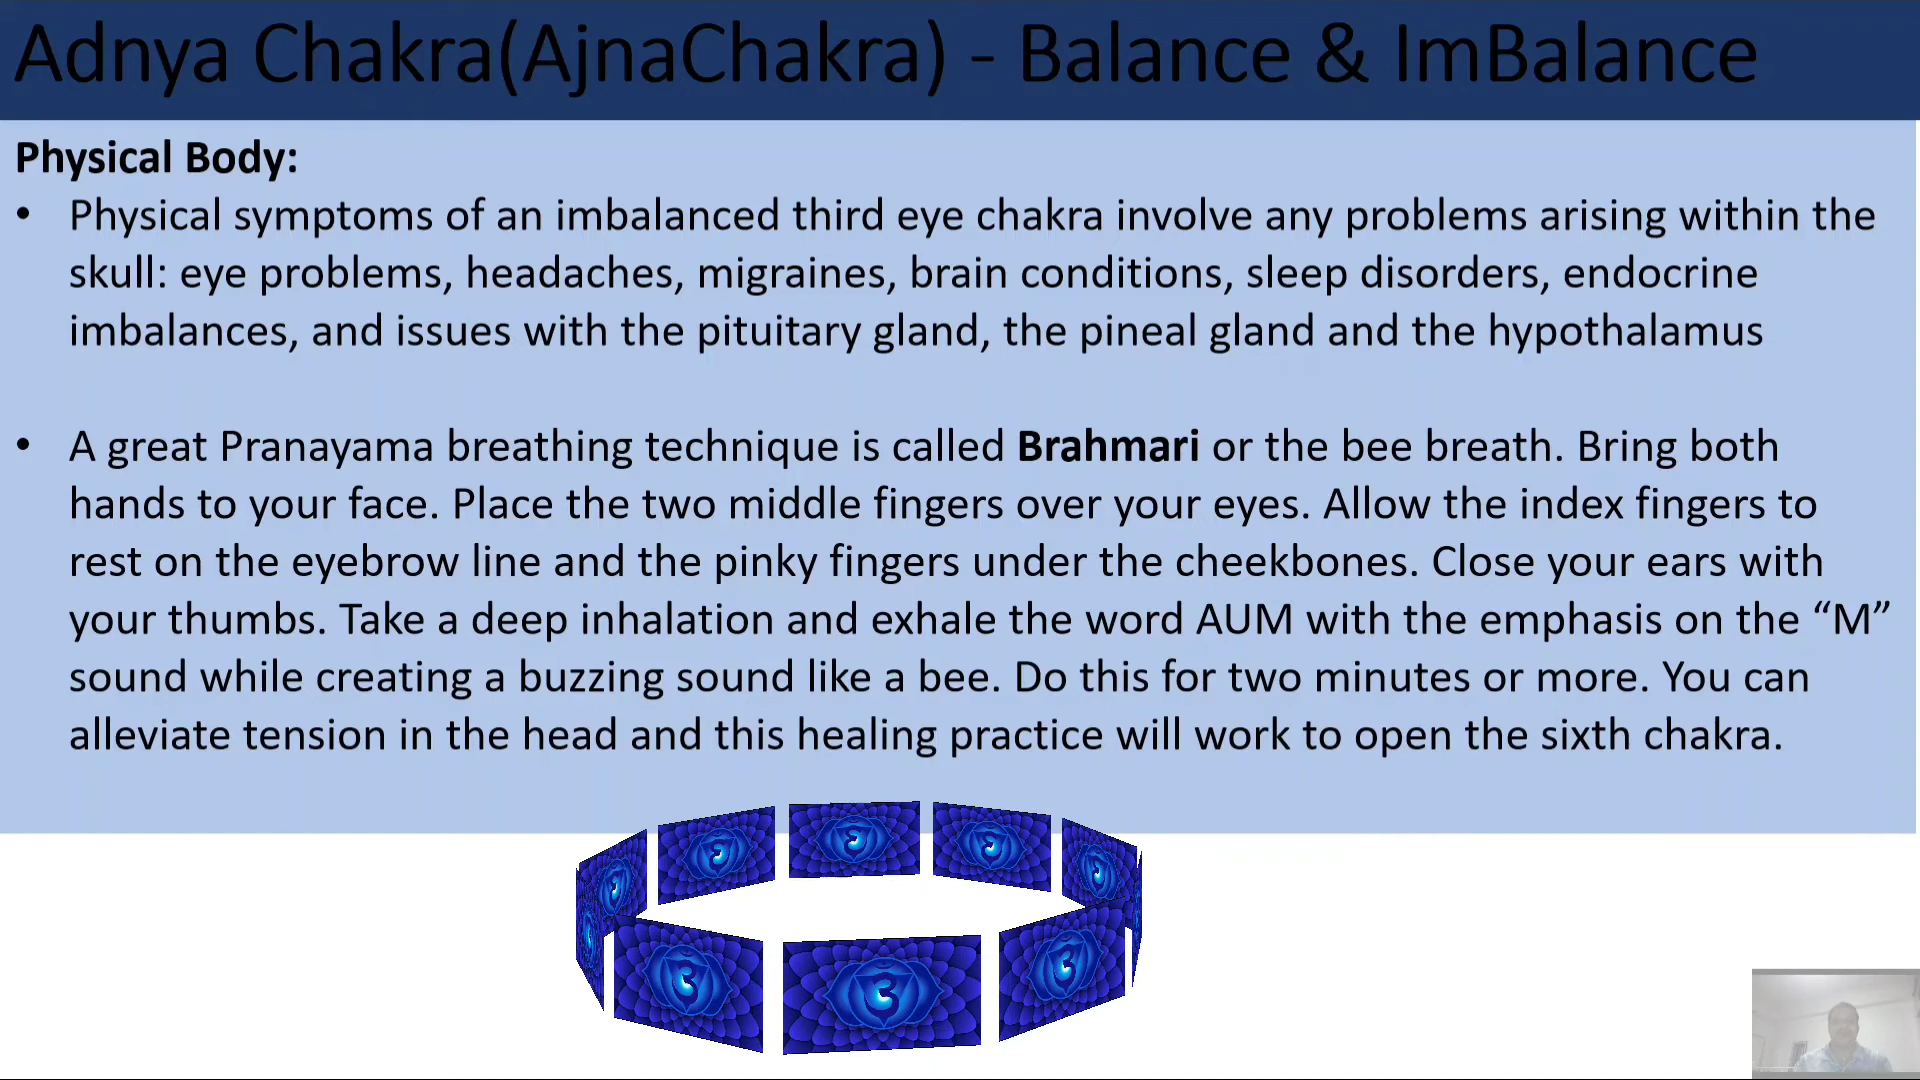 Adnya Chakra(AjnaChakra) - Balance & ImBalance
Physical Body:
• Physical symptoms of an imbalanced third eye chakra involve any problems arising within the
skull: eye problems, headaches, migraines, brain conditions, sleep disorders, endocrine
imbalances, and issues with the pituitary gland, the pineal gland and the hypothalamus
• A great Pranayama breathing technique is called Brahmari or the bee breath. Bring both
hands to your face. Place the two middle fingers over your eyes. Allow the index fingers to
rest on the eyebrow line and the pinky fingers under the cheekbones. Close your ears with
your thumbs. Take a deep inhalation and exhale the word AUM with the emphasis on the “M”
sound while creating a buzzing sound like a bee. Do this for two minutes or more. You can
alleviate tension in the head and this healing practice will work to open the sixth chakra.